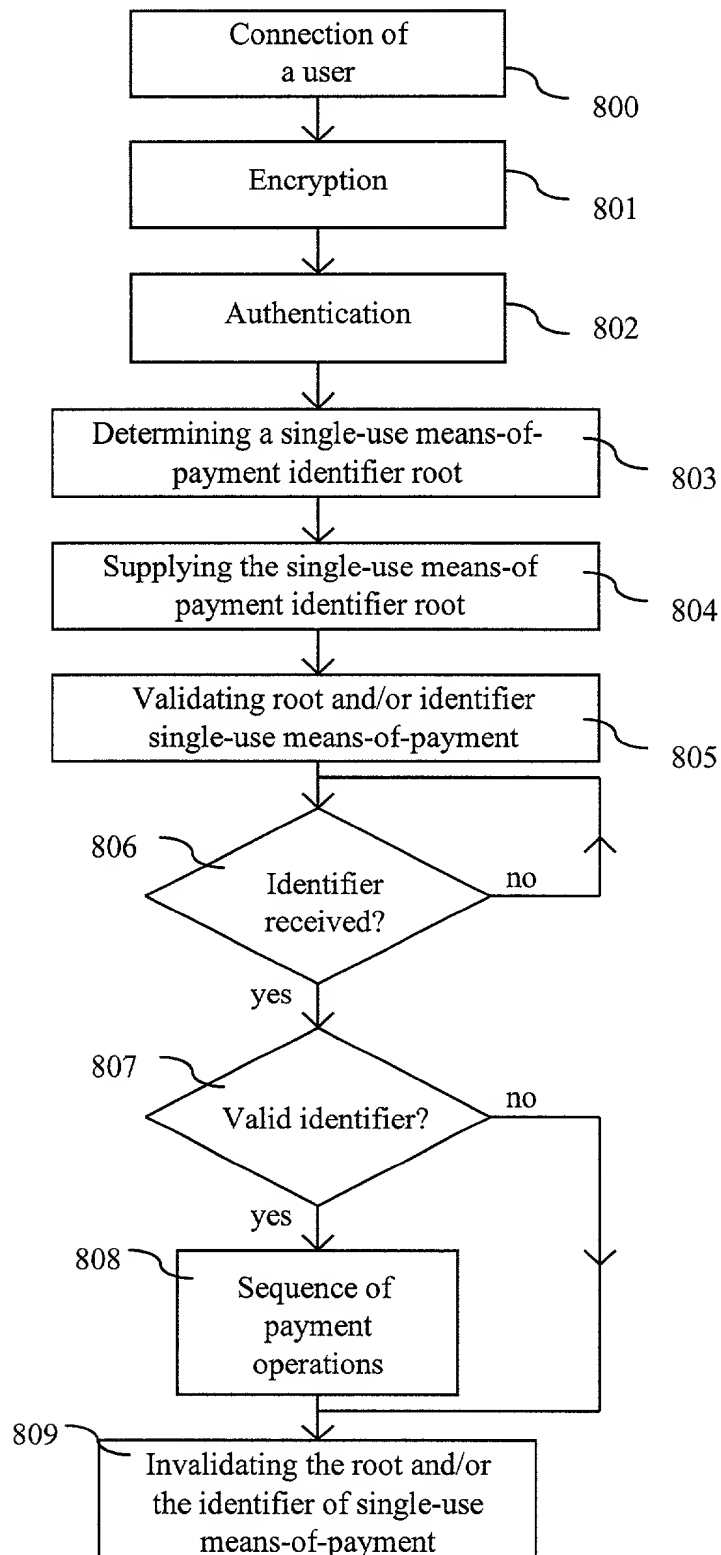 Connection of
a user
800
Encryption
801
Authentication
802
Determining a single-use means-of-
payment identifier root
803
Supplying the single-use means-of
payment identifier root
804
Validating root and/or identifier
single-use means-of-payment
805
806
Identifier
received?
no
yes
807
Valid identifier?
no
yes
808
Sequence of
payment
operations
809
Invalidating the root and/or
the identifier of single-use
means-of-payment